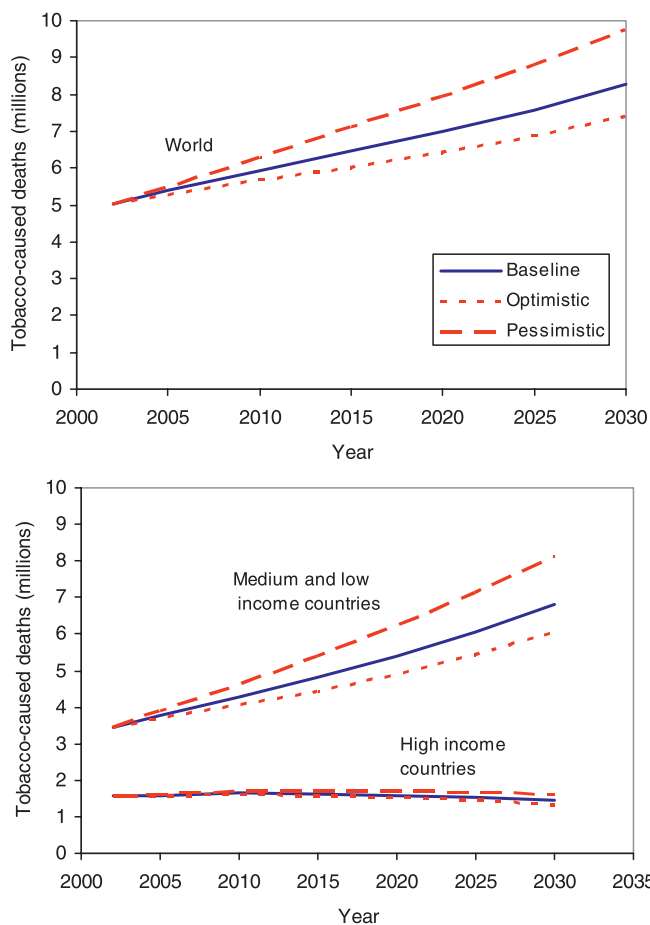 10
9
8
7
6
5
4
3
2
1
0
Tobacco-caused deaths (millions)
World
Baseline
Optimistic
Pessimistic
2000 2005 2010 2015 2020 2025 2030
Year
10
9
8
7
6
5
4
3
2
1
0
Tobacco-caused deaths (millions)
Medium and low
income countries
High income
countries
2000 2005 2010 2015 2020 2025 2030 2035
Year